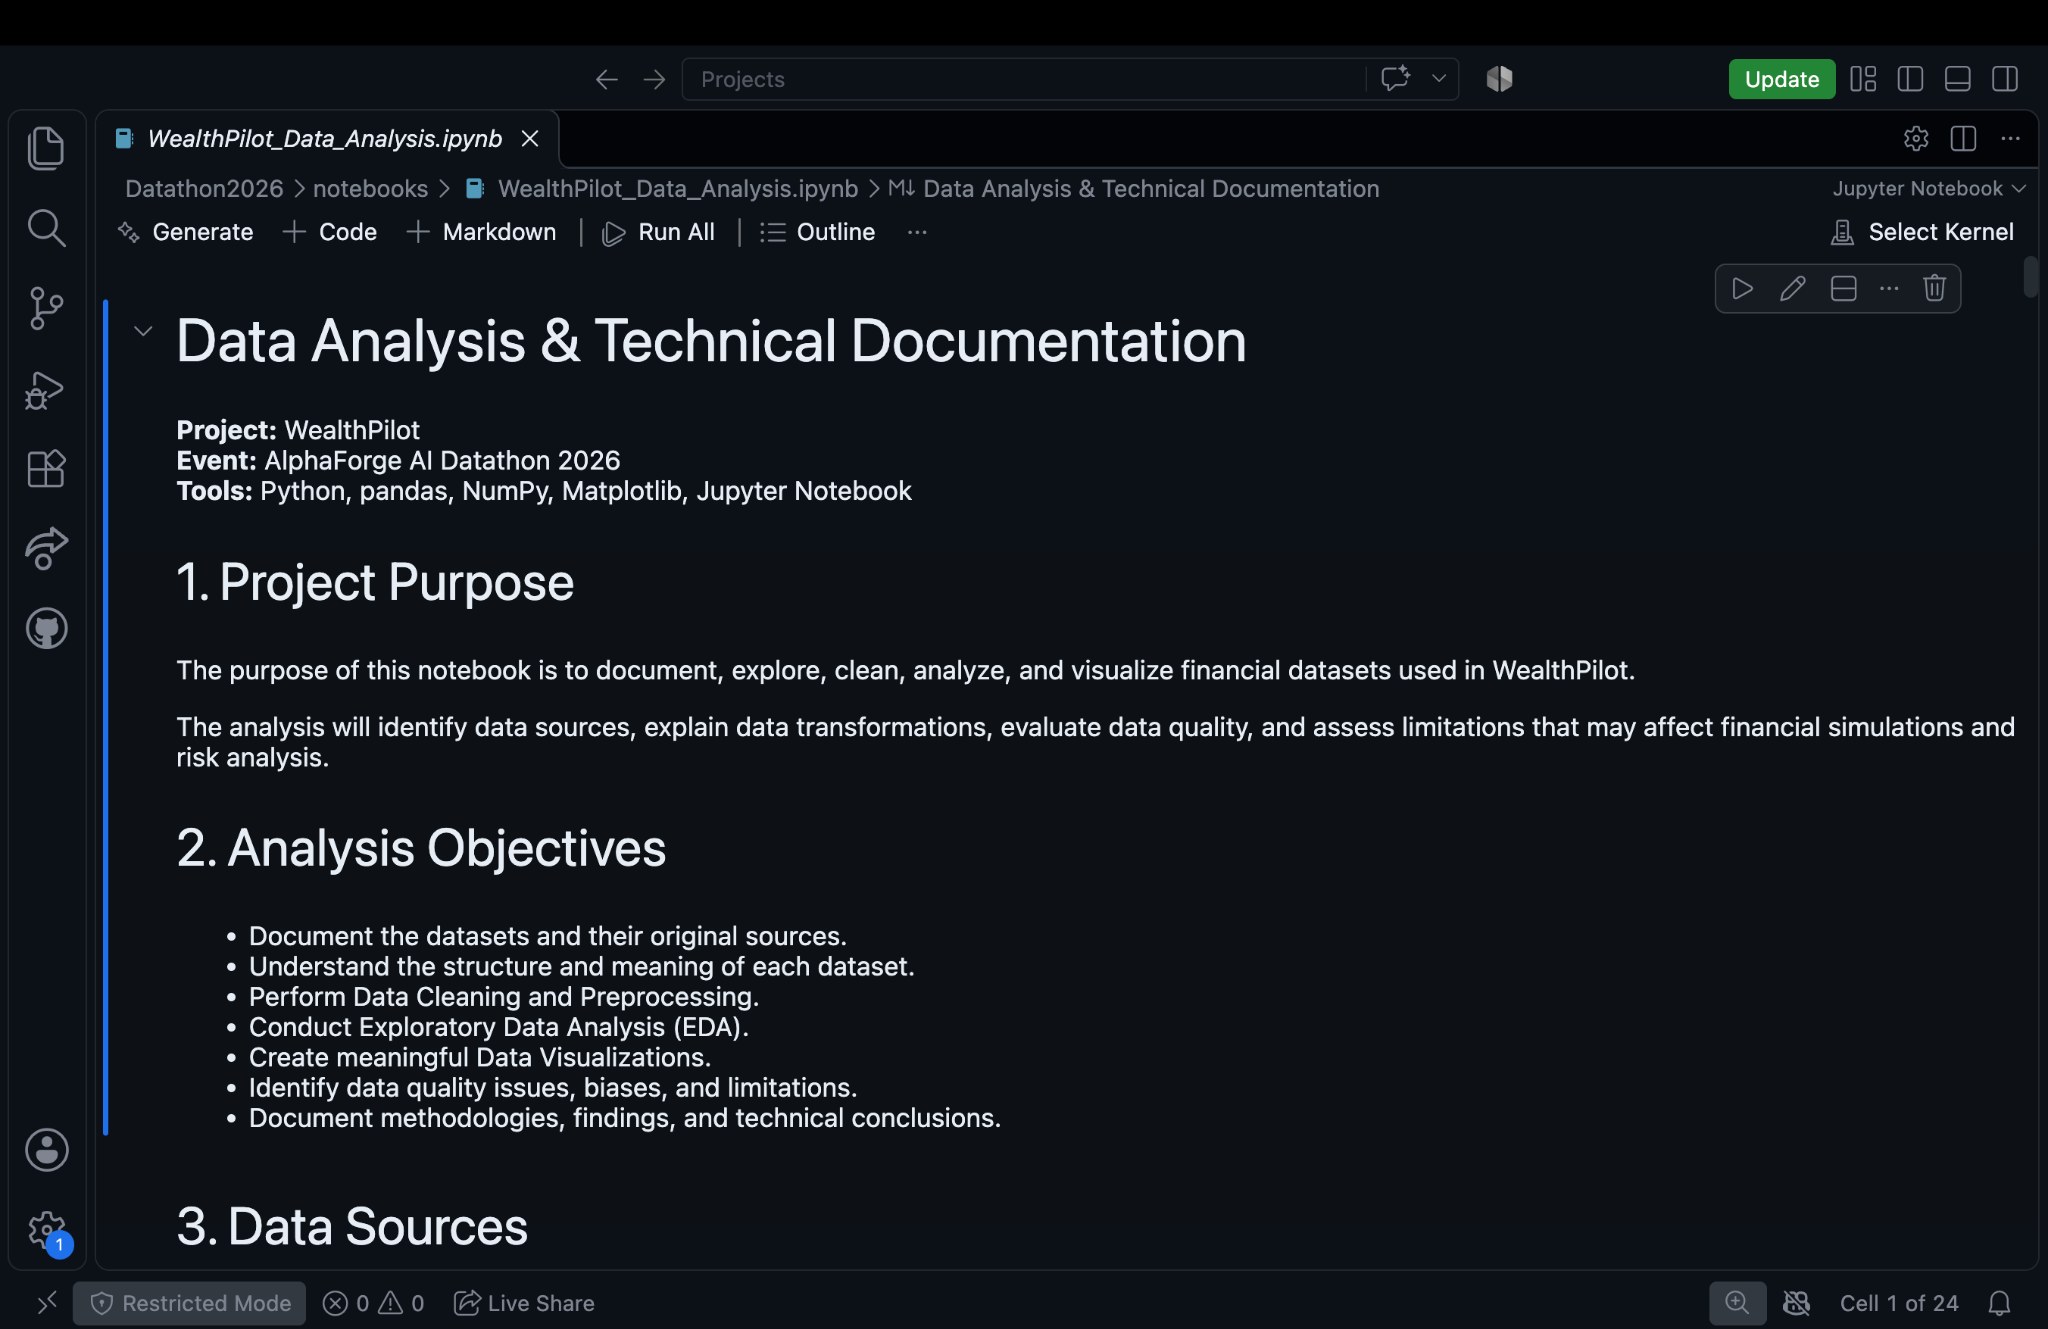 Projects
Update
WealthPilot_Data_Analysis.ipynb
Datathon2026 > notebooks > WealthPilot_Data_Analysis.ipynb > M↓ Data Analysis & Technical Documentation
Jupyter Notebook
Generate + Code + Markdown | Run All | Outline ...
Select Kernel
Data Analysis & Technical Documentation
Project: WealthPilot
Event: AlphaForge AI Datathon 2026
Tools: Python, pandas, NumPy, Matplotlib, Jupyter Notebook
1. Project Purpose
The purpose of this notebook is to document, explore, clean, analyze, and visualize financial datasets used in WealthPilot.
The analysis will identify data sources, explain data transformations, evaluate data quality, and assess limitations that may affect financial simulations and
risk analysis.
2. Analysis Objectives
• Document the datasets and their original sources.
• Understand the structure and meaning of each dataset.
• Perform Data Cleaning and Preprocessing.
• Conduct Exploratory Data Analysis (EDA).
• Create meaningful Data Visualizations.
• Identify data quality issues, biases, and limitations.
• Document methodologies, findings, and technical conclusions.
3. Data Sources
1
Restricted Mode 0 0 Live Share
Cell 1 of 24